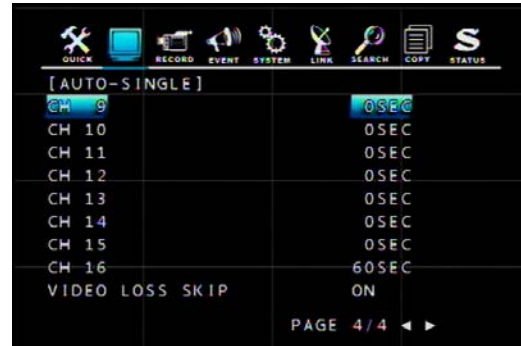 QUICK RECORD EVENT SYSTEM LINK SEARCH COPY STATUS
[AUTO-SINGLE]
CH 9 0SEC
CH 10 0SEC
CH 11 0SEC
CH 12 0SEC
CH 13 0SEC
CH 14 0SEC
CH 15 0SEC
CH 16 60SEC
VIDEO LOSS SKIP ON
PAGE 4/4 ◄ ►